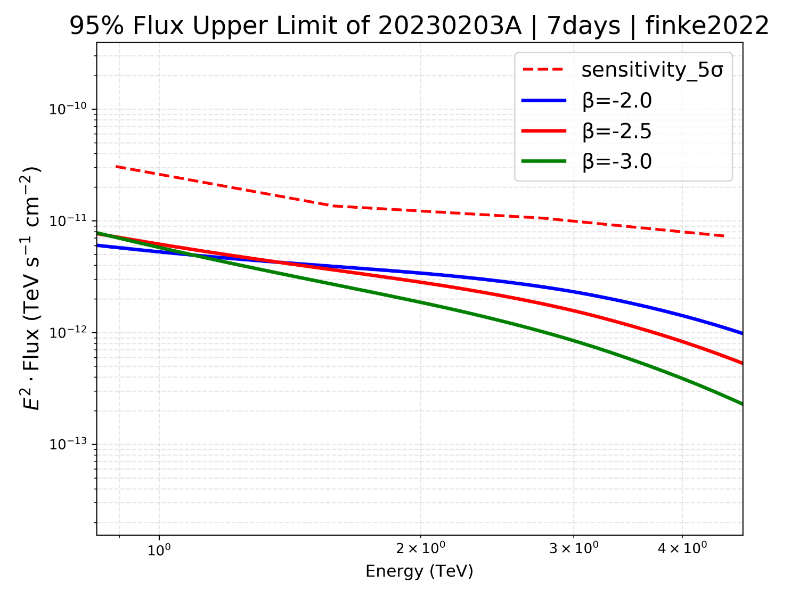 95% Flux Upper Limit of 20230203A | 7days | finke2022
sensitivity_5σ
β=-2.0
β=-2.5
β=-3.0
10⁻¹⁰
10⁻¹¹
10⁻¹²
10⁻¹³
E² · Flux (TeV s⁻¹ cm⁻²)
10⁰ 2 × 10⁰ 3 × 10⁰ 4 × 10⁰
Energy (TeV)